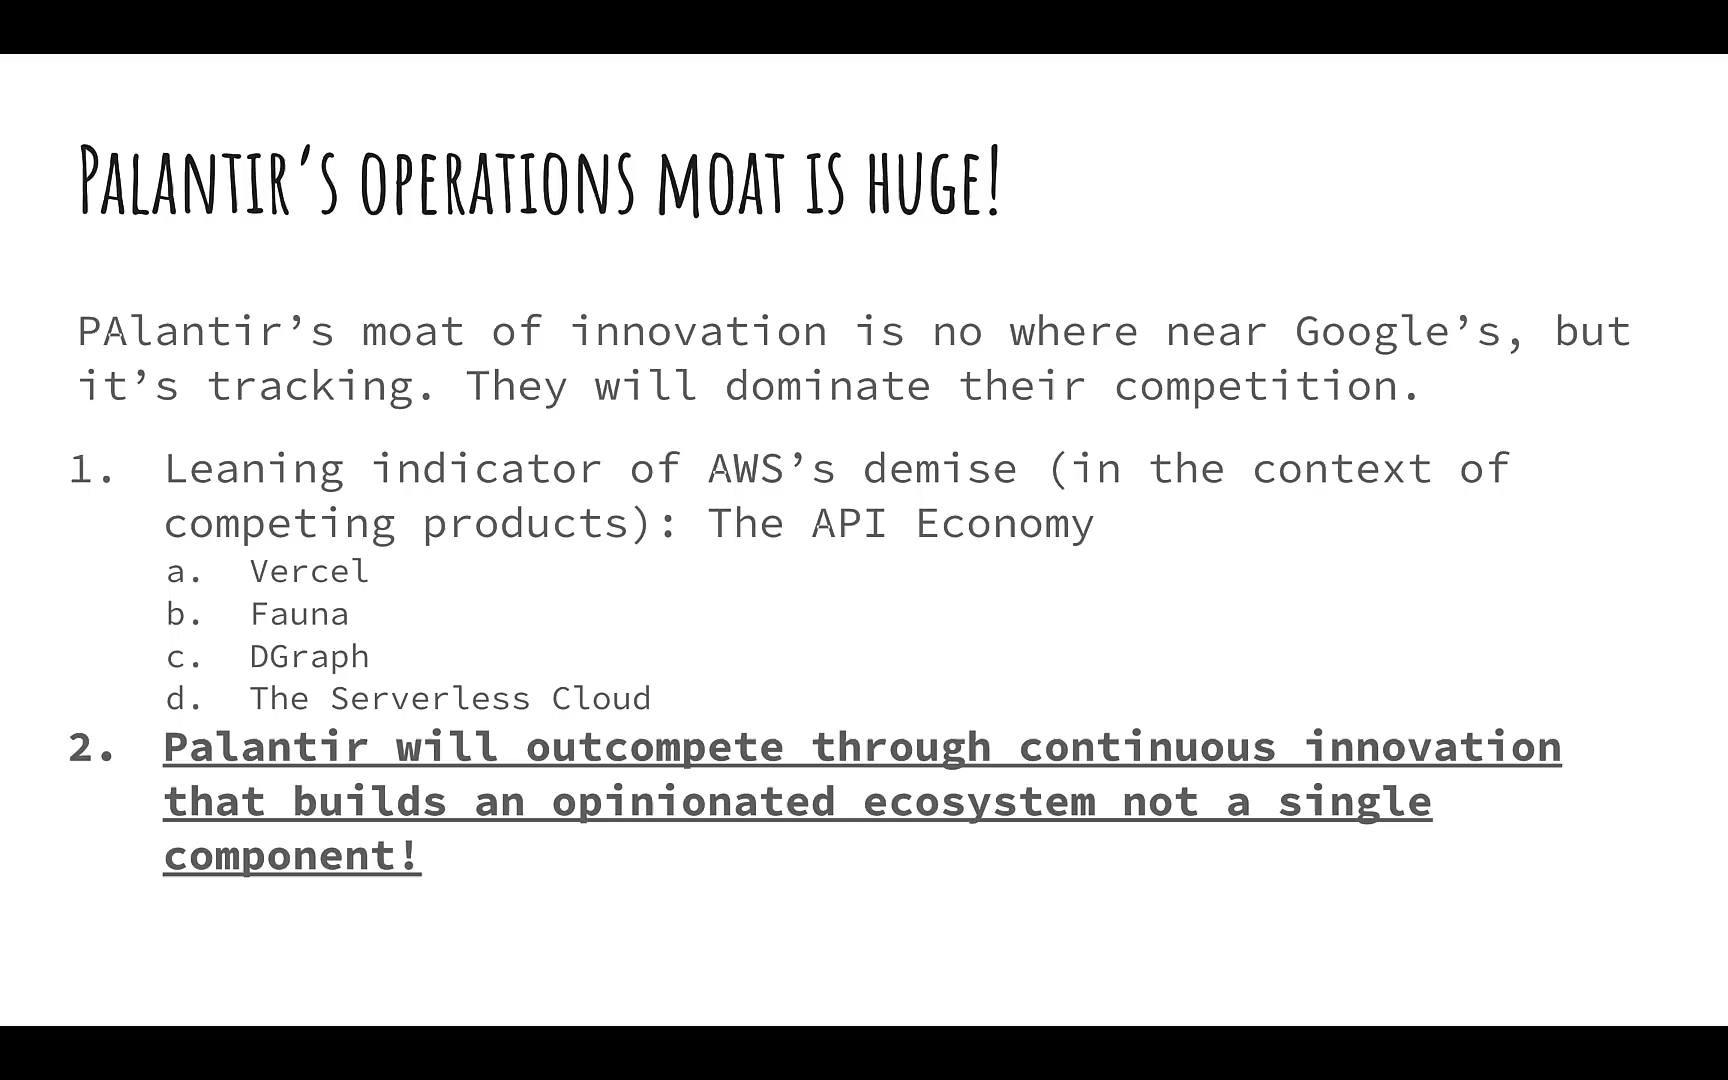 PALANTIR’S OPERATIONS MOAT IS HUGE!
PAlantir’s moat of innovation is no where near Google’s, but
it’s tracking. They will dominate their competition.
1. Leaning indicator of AWS’s demise (in the context of
competing products): The API Economy
a. Vercel
b. Fauna
c. DGraph
d. The Serverless Cloud
2. Palantir will outcompete through continuous innovation
that builds an opinionated ecosystem not a single
component!